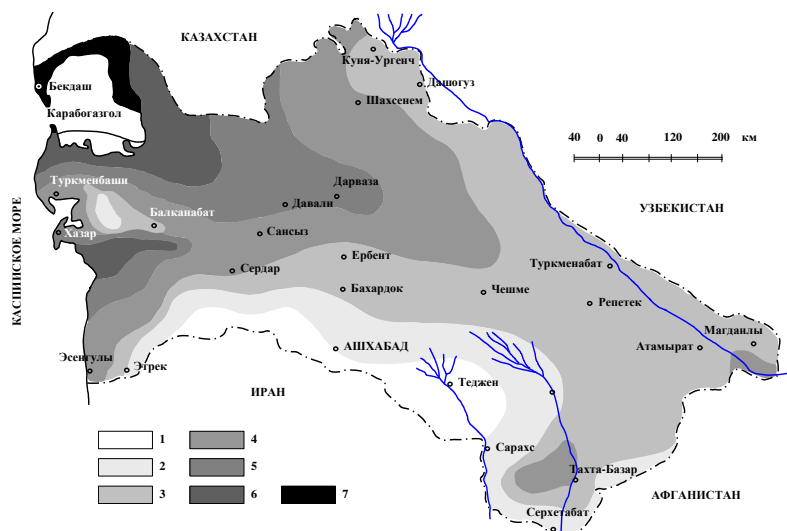 КАЗАХСТАН
Куня-Ургенч
Бекдаш
Дашогуз
Шахсенем
Карабогазгол
40 0 40 120 200 км
Туркменбаши
Дарваза
Давали
УЗБЕКИСТАН
Балканабат
Хазар
Сансыз
КАСПИЙСКОЕ МОРЕ
Ербент
Туркменабат
Сердар
Бахардок
Чешме
Репетек
Магданлы
АШХАБАД
Атамырат
Эсенгулы
Этрек
Теджен
ИРАН
1
4
Сарахс
2
5
Тахта-Базар
3
6
7
АФГАНИСТАН
Серхетабат